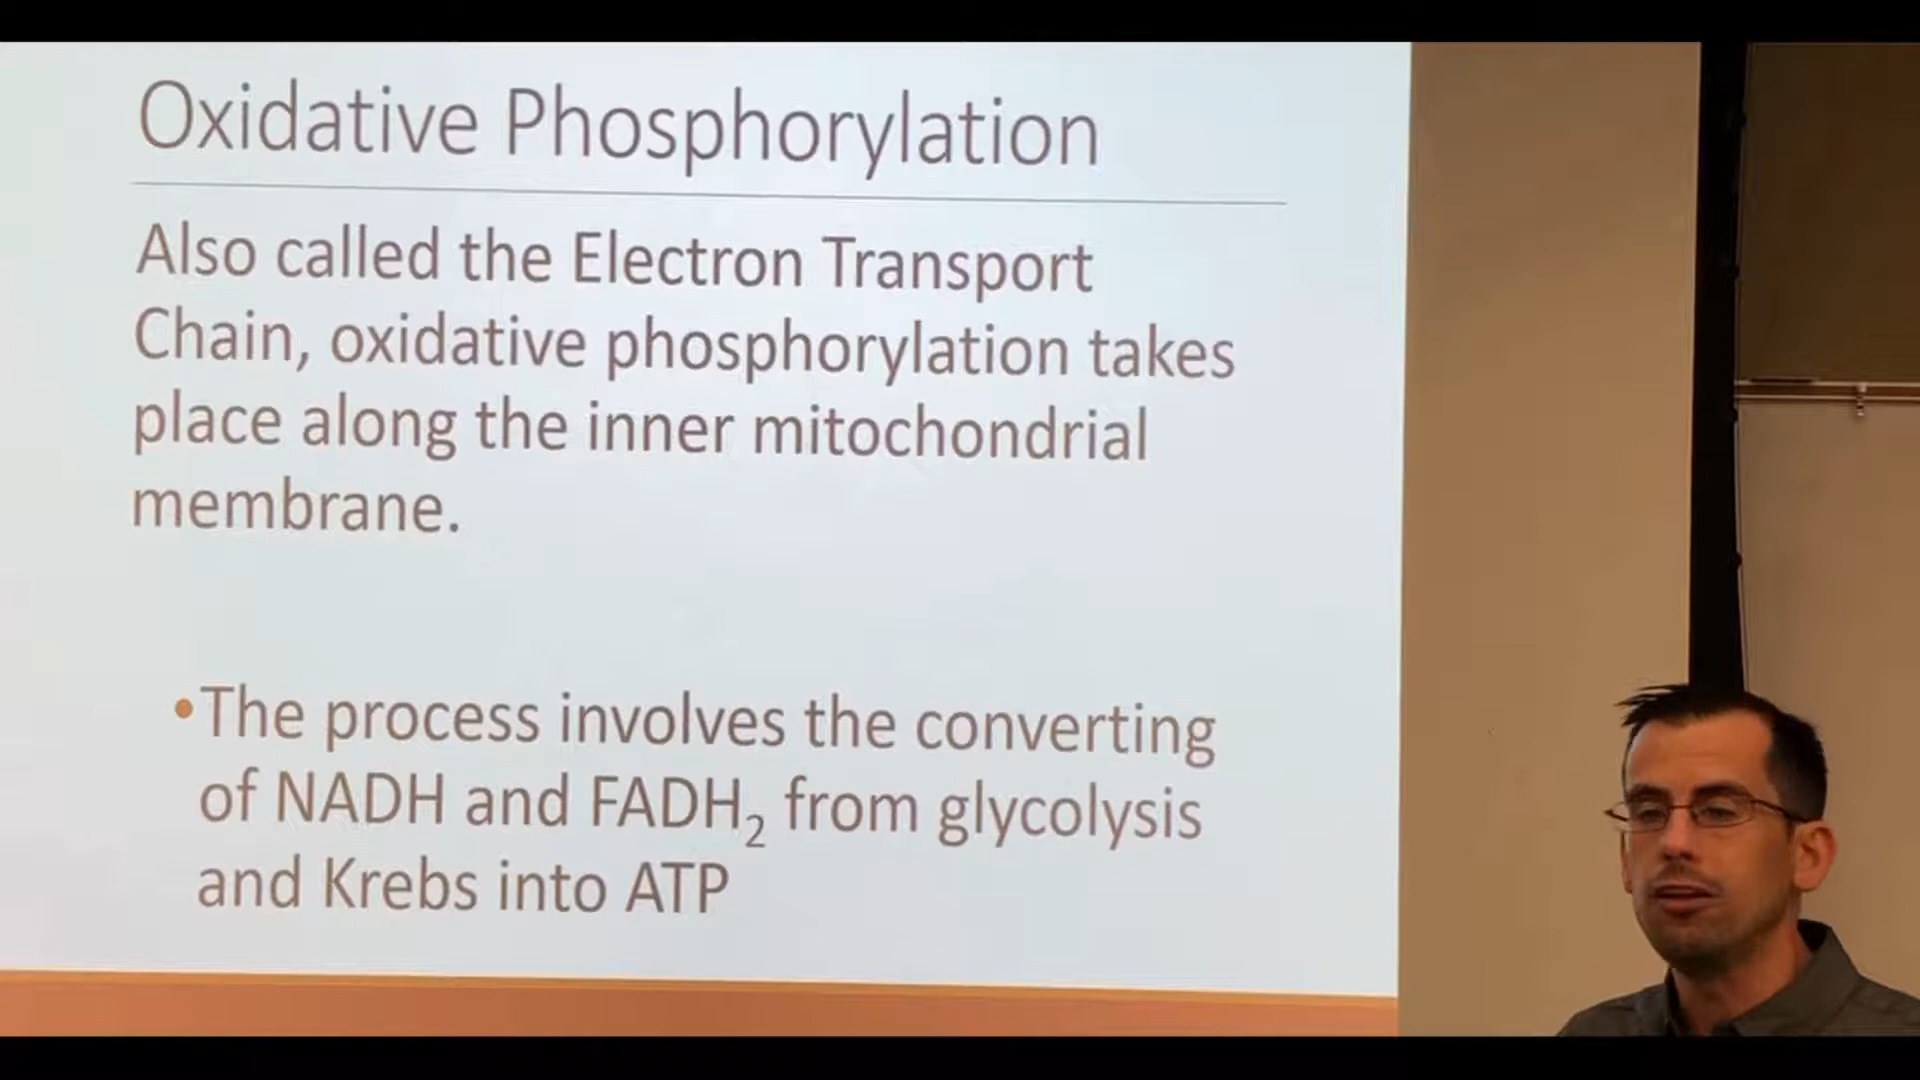 Oxidative Phosphorylation
Also called the Electron Transport
Chain, oxidative phosphorylation takes
place along the inner mitochondrial
membrane.
•The process involves the converting
of NADH and FADH₂ from glycolysis
and Krebs into ATP